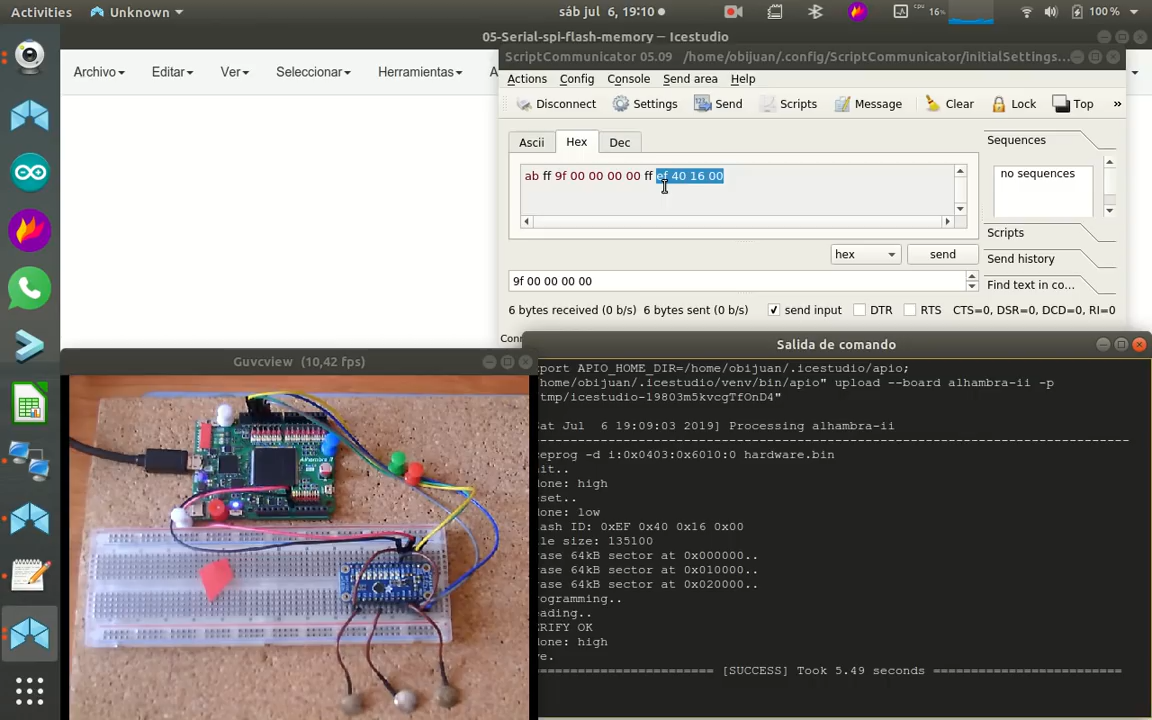 Activities Unknown sáb jul 6, 19:10 cpu 16% 100 %
05-Serial-spi-flash-memory — Icestudio
ScriptCommunicator 05.09 /home/obijuan/.config/ScriptCommunicator/initialSettings...
Archivo Editar Ver Seleccionar Herramientas A
Actions Config Console Send area Help
Disconnect Settings Send Scripts Message Clear Lock Top »
Ascii Hex Dec
Sequences
ab ff 9f 00 00 00 00 ff ef 40 16 00
no sequences
Scripts
hex send
Send history
9f 00 00 00 00
Find text in co...
6 bytes received (0 b/s) 6 bytes sent (0 b/s) send input DTR RTS CTS=0, DSR=0, DCD=0, RI=0
Conn
Salida de comando
Guvcview (10,42 fps)
xport APIO_HOME_DIR=/home/obijuan/.icestudio/apio;
home/obijuan/.icestudio/venv/bin/apio" upload --board alhambra-ii -p
tmp/icestudio-19803m5kvcgTfOnD4"
Sat Jul 6 19:09:03 2019] Processing alhambra-ii
ceprog -d i:0x0403:0x6010:0 hardware.bin
nit..
done: high
eset..
done: low
lash ID: 0xEF 0x40 0x16 0x00
ile size: 135100
rase 64kB sector at 0x000000..
rase 64kB sector at 0x010000..
rase 64kB sector at 0x020000..
rogramming..
eading..
ERIFY OK
done: high
ye.
[SUCCESS] Took 5.49 seconds